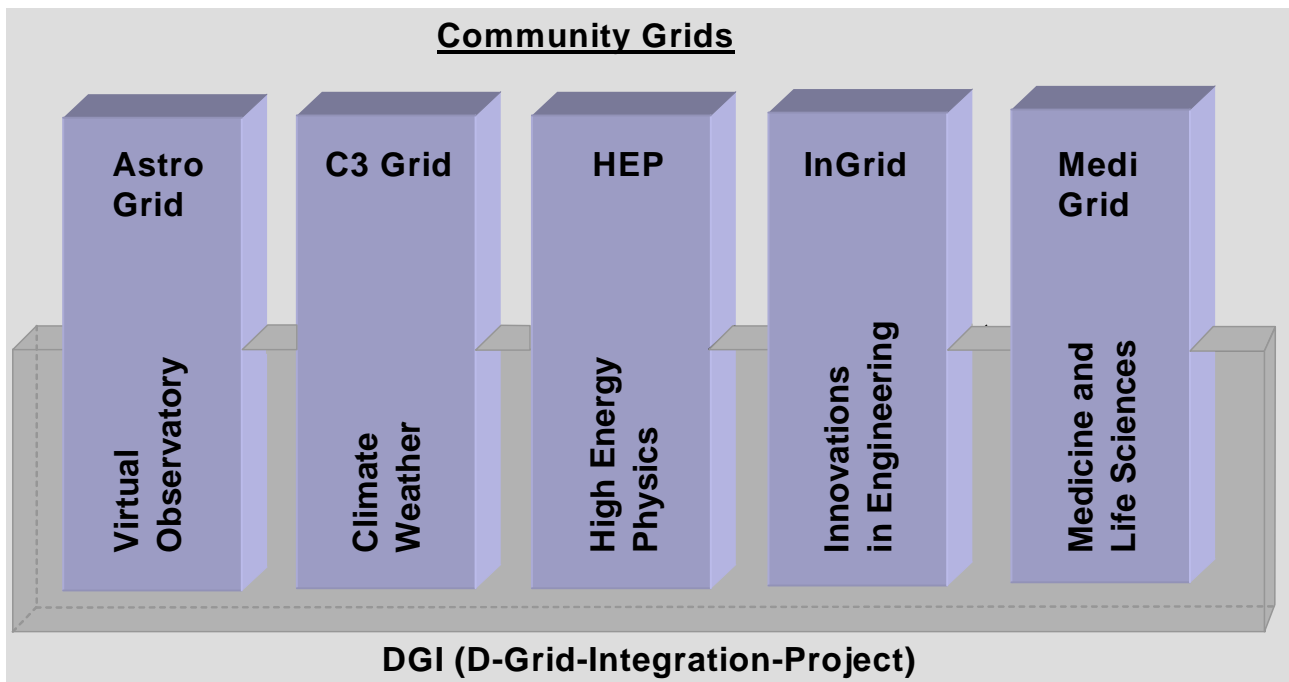 Community Grids
Astro
Grid
Virtual
Observatory
C3 Grid
Climate
Weather
HEP
High Energy
Physics
InGrid
Innovations
in Engineering
Medi
Grid
Medicine and
Life Sciences
DGI (D-Grid-Integration-Project)